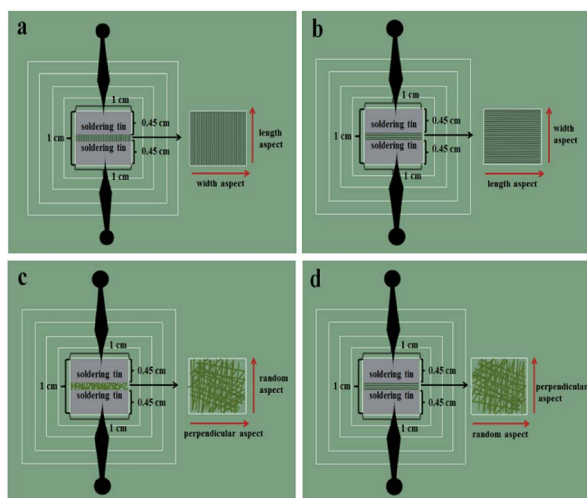 a
1 cm
soldering tin
0.45 cm
1 cm
soldering tin
0.45 cm
1 cm
length
aspect
width aspect
b
1 cm
soldering tin
0.45 cm
1 cm
soldering tin
0.45 cm
1 cm
width
aspect
length aspect
c
1 cm
soldering tin
0.45 cm
1 cm
soldering tin
0.45 cm
1 cm
random
aspect
perpendicular aspect
d
1 cm
soldering tin
0.45 cm
1 cm
soldering tin
0.45 cm
1 cm
perpendicular
aspect
random aspect